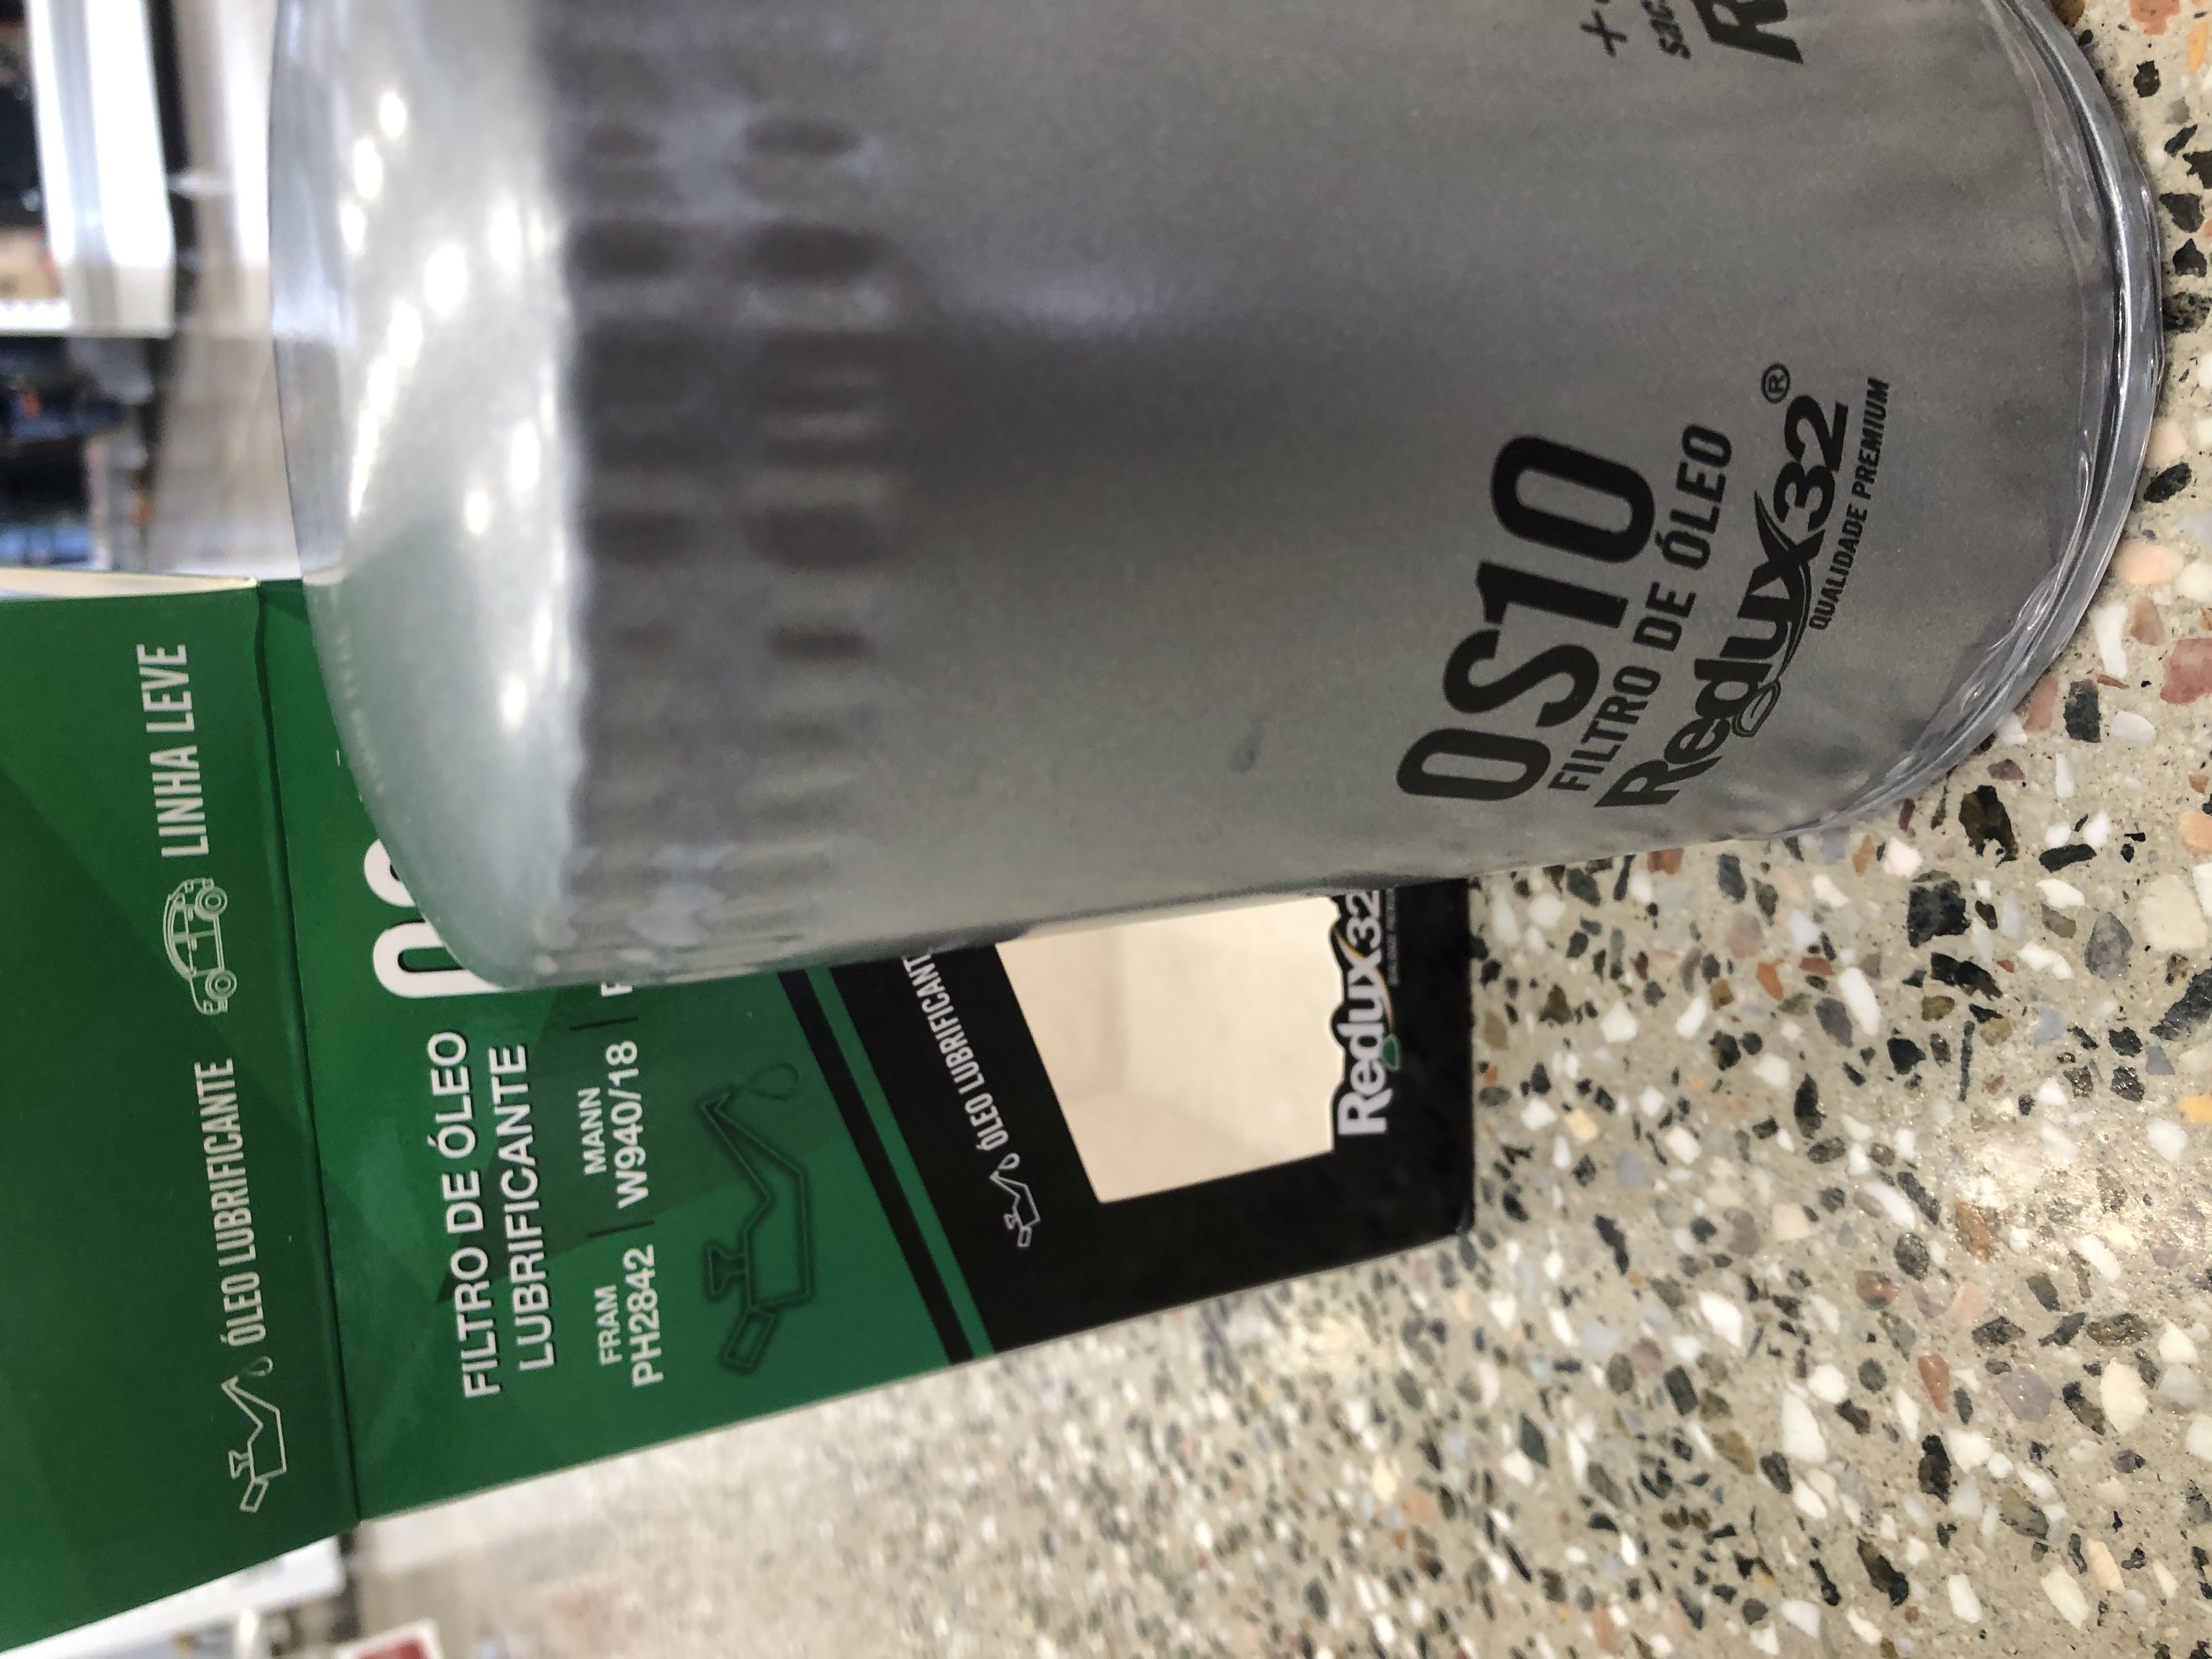 ÓLEO LUBRIFICANTE LINHA LEVE
FILTRO DE ÓLEO
LUBRIFICANTE
FRAM
PH2842
MANN
W940/18
ÓLEO LUBRIFICANT
Redux32
OS10
FILTRO DE ÓLEO
Redux32®
QUALIDADE PREMIUM